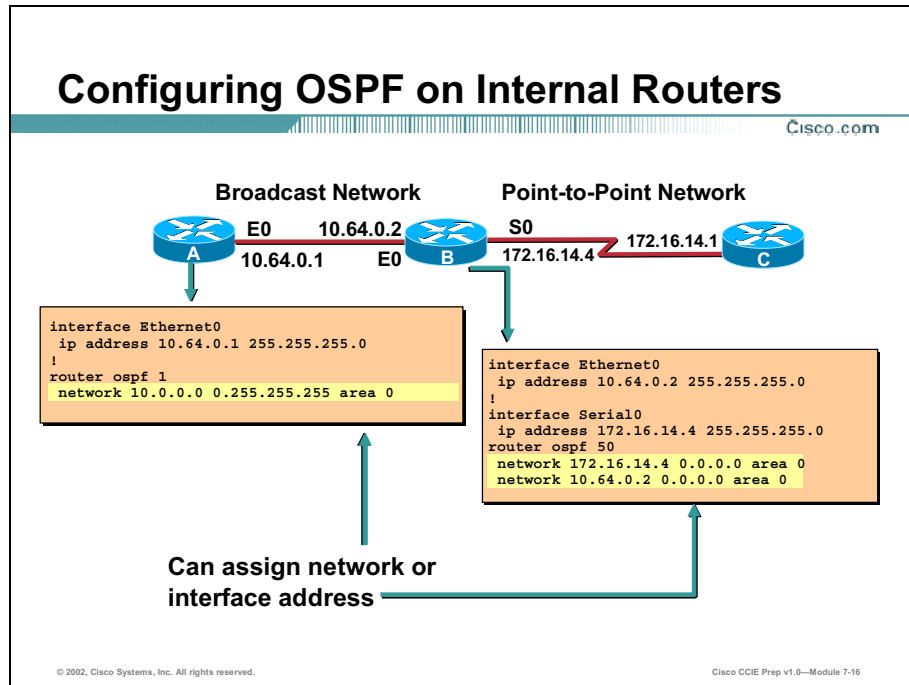 Configuring OSPF on Internal Routers
Cisco.com
Broadcast Network
Point-to-Point Network
E0
10.64.0.2
S0
172.16.14.1
A
B
C
10.64.0.1
E0
172.16.14.4
interface Ethernet0
ip address 10.64.0.1 255.255.255.0
!
router ospf 1
network 10.0.0.0 0.255.255.255 area 0
interface Ethernet0
ip address 10.64.0.2 255.255.255.0
!
interface Serial0
ip address 172.16.14.4 255.255.255.0
router ospf 50
network 172.16.14.4 0.0.0.0 area 0
network 10.64.0.2 0.0.0.0 area 0
Can assign network or
interface address
© 2002, Cisco Systems, Inc. All rights reserved.
Cisco CCIE Prep v1.0—Module 7-16